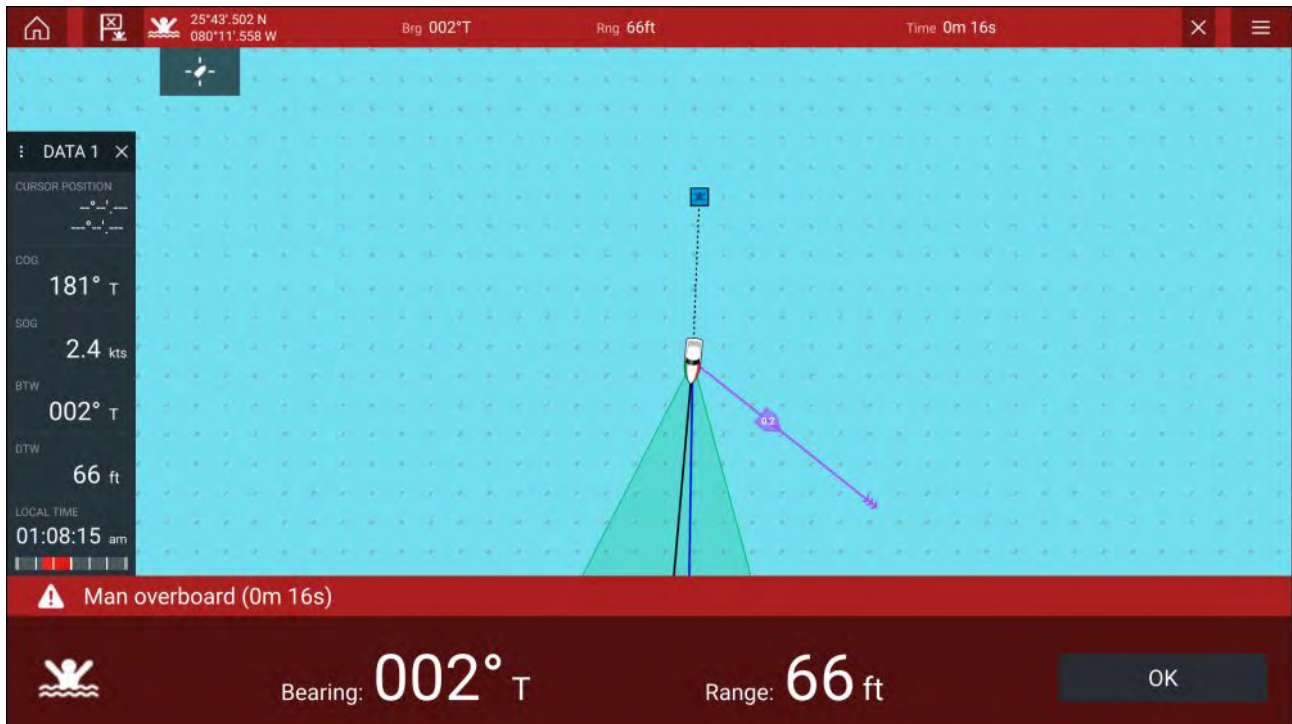 25°43'.502 N
080°11'.558 W
Brg 002°T
Rng 66ft
Time 0m 16s
DATA 1
CURSOR POSITION
--°--'.---
---°--'.---
COG
181° T
SOG
2.4 kts
BTW
002° T
DTW
66 ft
LOCAL TIME
01:08:15 am
0.2
Man overboard (0m 16s)
Bearing: 002° T
Range: 66 ft
OK